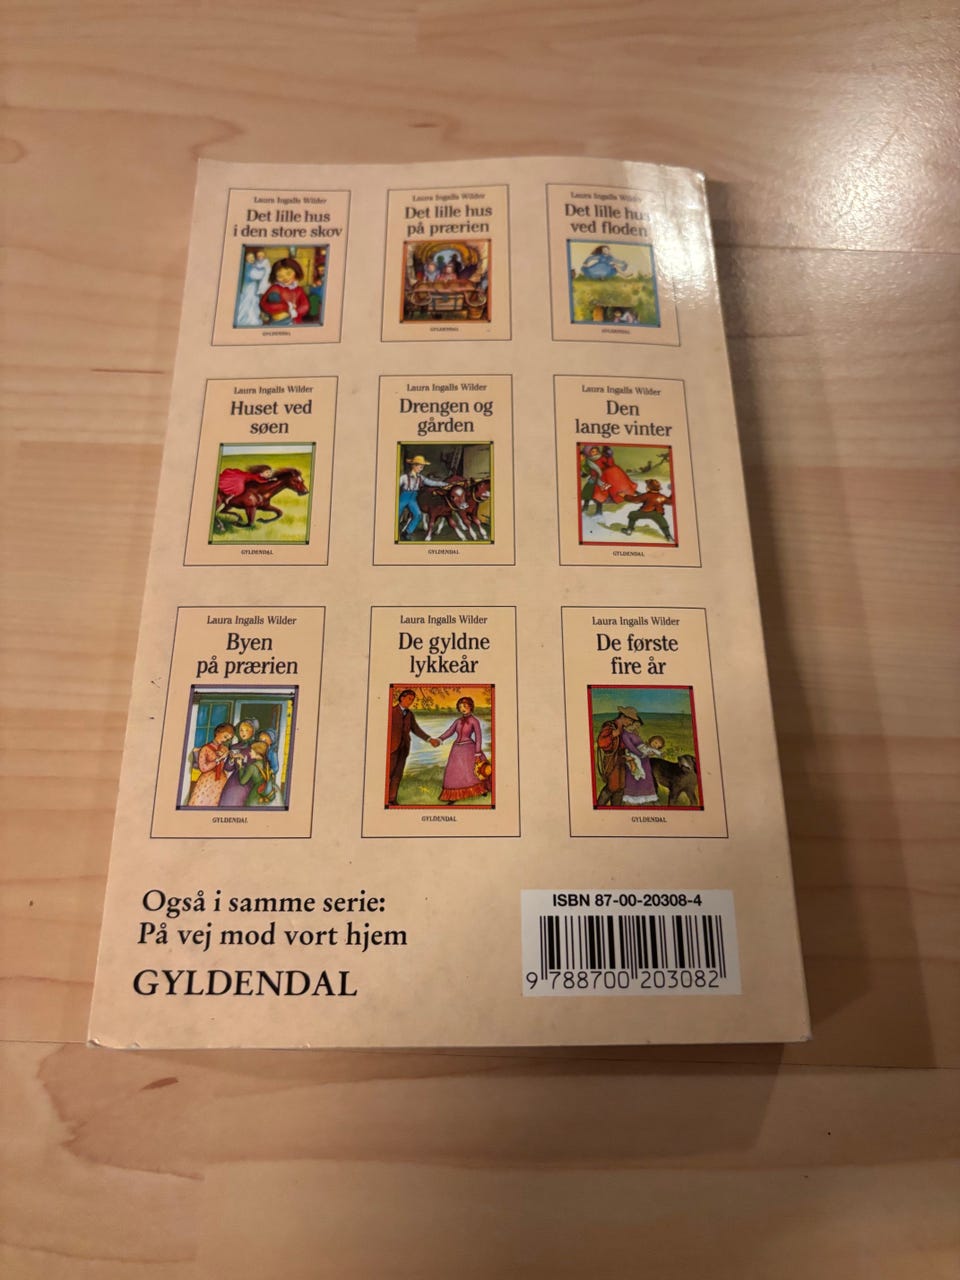 Laura Ingalls Wilder
Det lille hus
i den store skov
GYLDENDAL
Laura Ingalls Wilder
Det lille hus
på prærien
GYLDENDAL
Laura Ingalls Wilder
Det lille hus
ved floden
GYLDENDAL
Laura Ingalls Wilder
Huset ved
søen
GYLDENDAL
Laura Ingalls Wilder
Drengen og
gården
GYLDENDAL
Laura Ingalls Wilder
Den
lange vinter
GYLDENDAL
Laura Ingalls Wilder
Byen
på prærien
GYLDENDAL
Laura Ingalls Wilder
De gyldne
lykkeår
GYLDENDAL
Laura Ingalls Wilder
De første
fire år
GYLDENDAL
Også i samme serie:
På vej mod vort hjem
GYLDENDAL
ISBN 87-00-20308-4
9 788700 203082